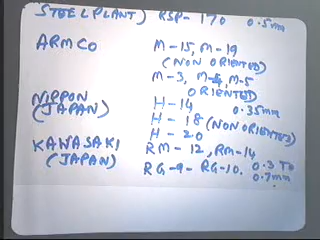 STEEL PLANT) RSP- 170 0.5mm
ARMCO M-15, M-19
(NON ORIENTED)
M-3, M-4, M-5
ORIENTED
NIPPON H-14 0.35mm
(JAPAN) H-18 (NON ORIENTED)
H-20
KAWASAKI RM-12, RM-14
(JAPAN) RG-9- RG-10. 0.3 TO
0.7mm